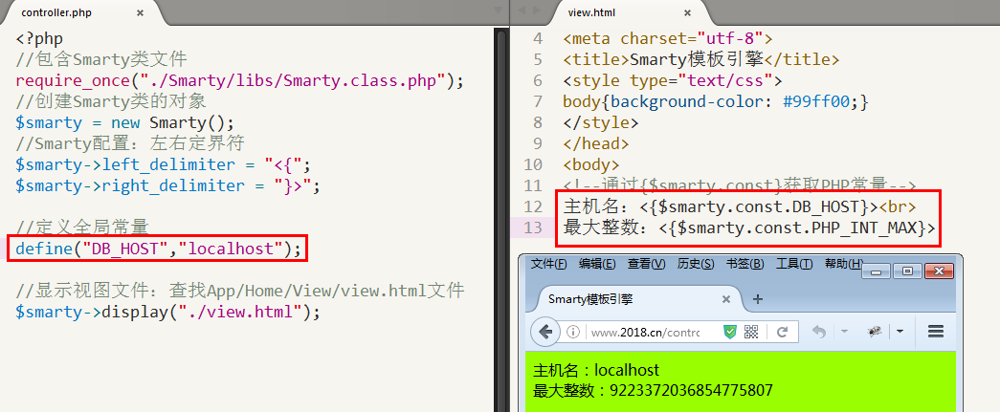 controller.php
<?php
//包含Smarty类文件
require_once("./Smarty/libs/Smarty.class.php");
//创建Smarty类的对象
$smarty = new Smarty();
//Smarty配置：左右定界符
$smarty->left_delimiter = "<{";
$smarty->right_delimiter = "}>";
//定义全局常量
define("DB_HOST","localhost");
//显示视图文件：查找App/Home/View/view.html文件
$smarty->display("./view.html");
view.html
4 <meta charset="utf-8">
5 <title>Smarty模板引擎</title>
6 <style type="text/css">
7 body{background-color: #99ff00;}
8 </style>
9 </head>
10 <body>
11 <!--通过{$smarty.const}获取PHP常量-->
12 主机名：<{$smarty.const.DB_HOST}><br>
13 最大整数：<{$smarty.const.PHP_INT_MAX}>
文件(F) 编辑(E) 查看(V) 历史(S) 书签(B) 工具(T) 帮助(H)
Smarty模板引擎
www.2018.cn/contro
主机名：localhost
最大整数：9223372036854775807